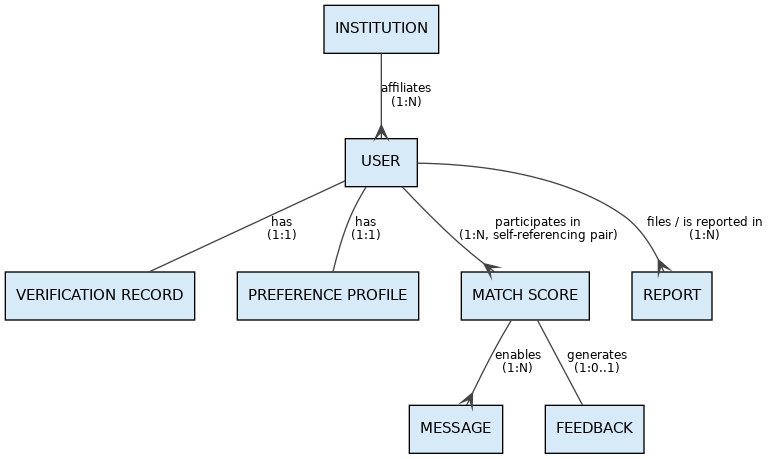 INSTITUTION
affiliates
(1:N)
USER
has
(1:1)
has
(1:1)
participates in
(1:N, self-referencing pair)
files / is reported in
(1:N)
VERIFICATION RECORD
PREFERENCE PROFILE
MATCH SCORE
REPORT
enables
(1:N)
generates
(1:0..1)
MESSAGE
FEEDBACK